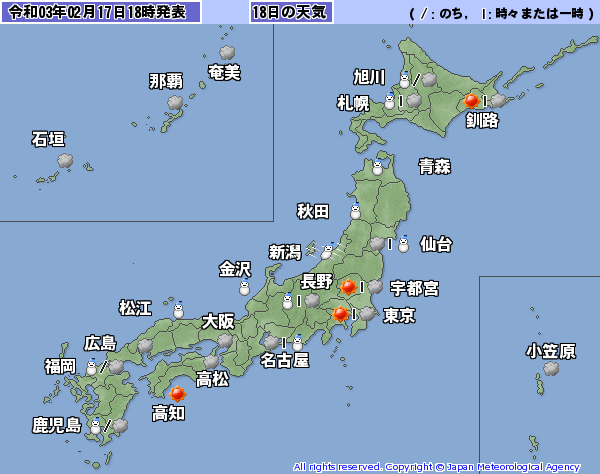 令和03年02月17日18時発表 18日の天気 ( /: のち, |: 時々または一時 )
奄美
那覇
石垣
旭川
札幌
釧路
青森
秋田
仙台
新潟
金沢
長野
宇都宮
松江
東京
大阪
広島
名古屋
小笠原
福岡
高松
高知
鹿児島
All rights reserved. Copyright © Japan Meteorological Agency